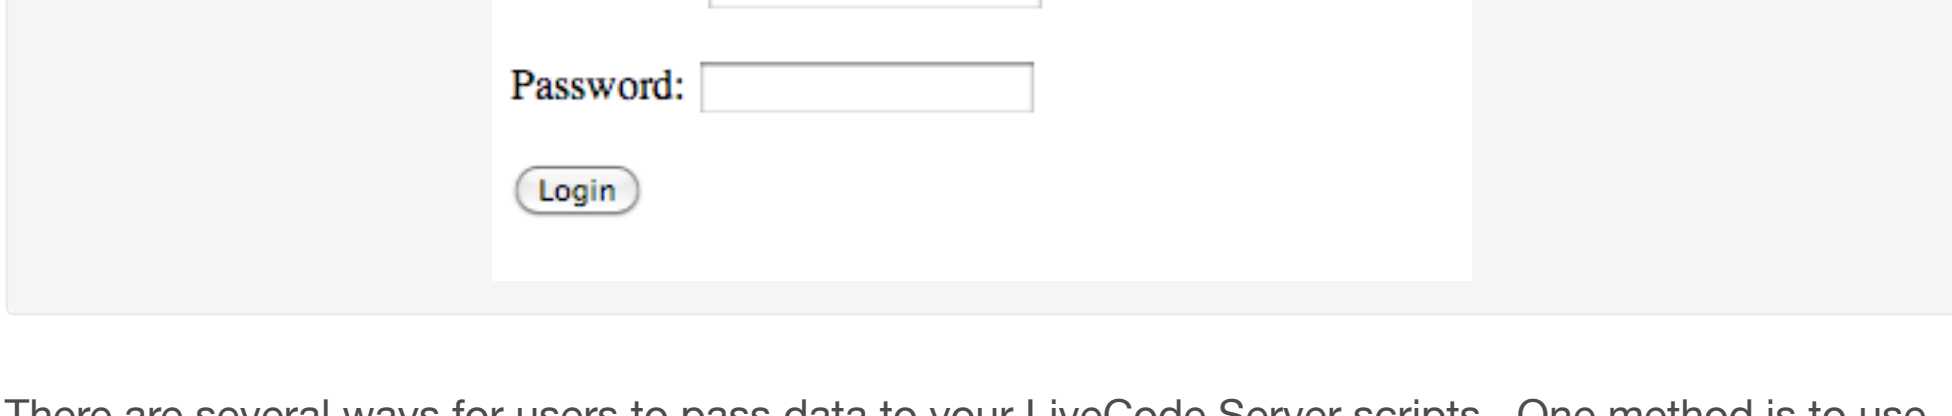 Password:
Login
There are several ways for users to pass data to your LiveCode Server scripts. One method is to use